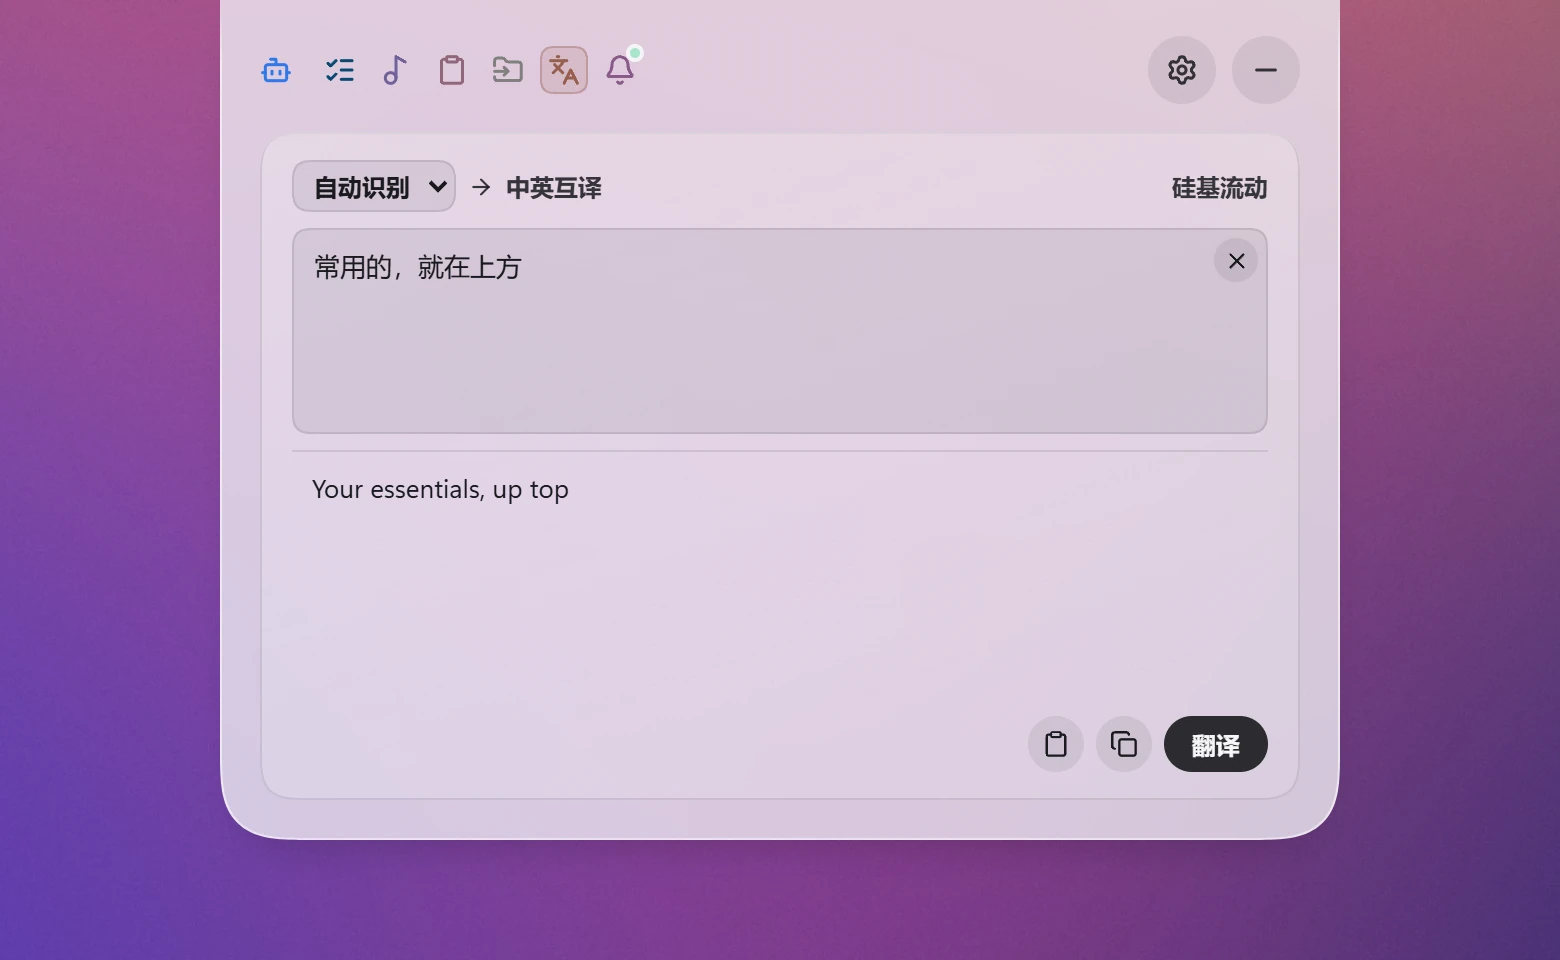 自动识别 → 中英互译
硅基流动
常用的，就在上方
Your essentials, up top
翻译